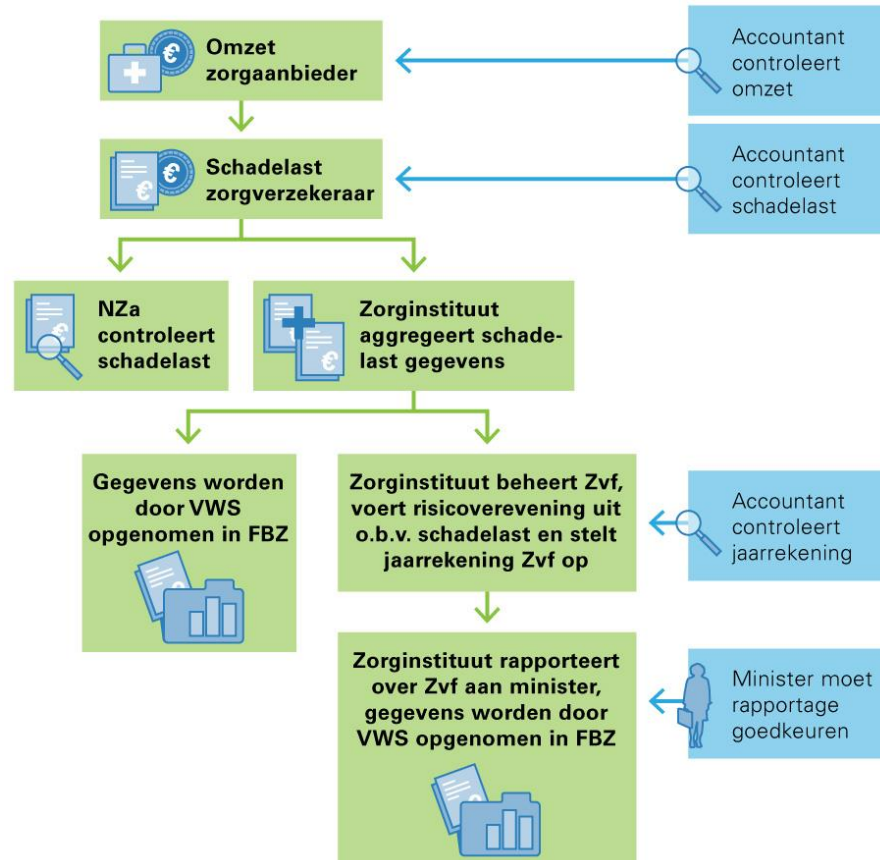 Omzet
zorgaanbieder
Accountant
controleert
omzet
Schadelast
zorgverzekeraar
Accountant
controleert
schadelast
NZa
controleert
schadelast
Zorginstituut
aggregeert schade-
last gegevens
Gegevens worden
door VWS
opgenomen in FBZ
Zorginstituut beheert Zvf,
voert risicoverevening uit
o.b.v. schadelast en stelt
jaarrekening Zvf op
Accountant
controleert
jaarrekening
Zorginstituut rapporteert
over Zvf aan minister,
gegevens worden door
VWS opgenomen in FBZ
Minister moet
rapportage
goedkeuren